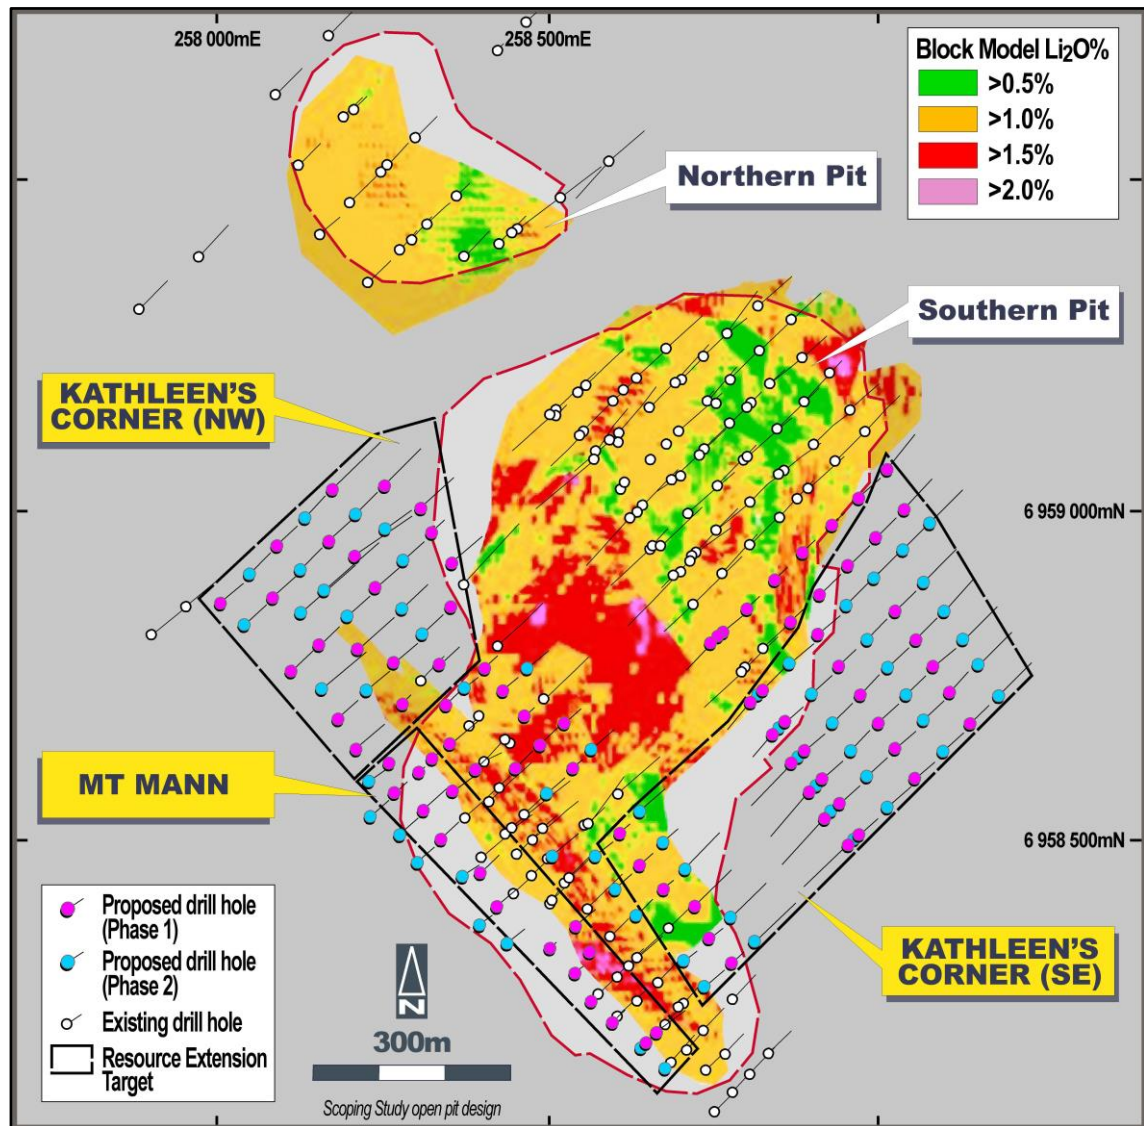 258 000mE
258 500mE
Block Model Li₂O%
>0.5%
>1.0%
>1.5%
>2.0%
Northern Pit
Southern Pit
KATHLEEN'S
CORNER (NW)
6 959 000mN
MT MANN
6 958 500mN
KATHLEEN'S
CORNER (SE)
Proposed drill hole
(Phase 1)
Proposed drill hole
(Phase 2)
Existing drill hole
Resource Extension
Target
N
300m
Scoping Study open pit design